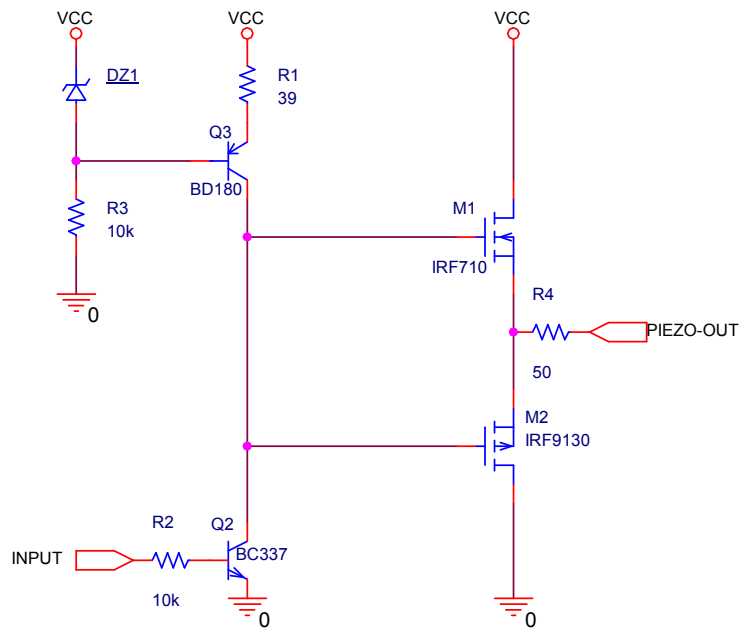 VCC
VCC
VCC
DZ1
R1
39
Q3
BD180
R3
10k
M1
IRF710
R4
0
PIEZO-OUT
50
M2
IRF9130
R2
Q2
INPUT
BC337
10k
0
0